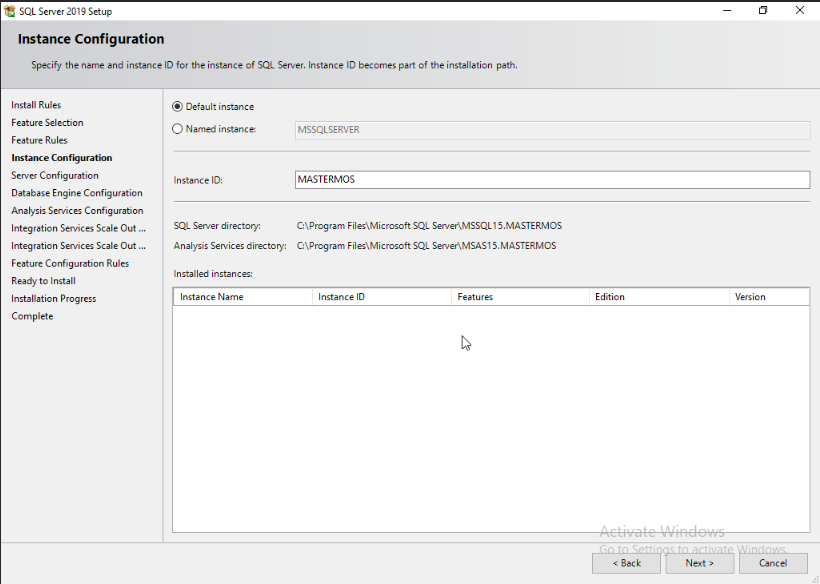 SQL Server 2019 Setup
Instance Configuration
Specify the name and instance ID for the instance of SQL Server. Instance ID becomes part of the installation path.
Install Rules
Feature Selection
Feature Rules
Instance Configuration
Server Configuration
Database Engine Configuration
Analysis Services Configuration
Integration Services Scale Out ...
Integration Services Scale Out ...
Feature Configuration Rules
Ready to Install
Installation Progress
Complete
Default instance
Named instance: MSSQLSERVER
Instance ID: MASTERMOS
SQL Server directory: C:\Program Files\Microsoft SQL Server\MSSQL15.MASTERMOS
Analysis Services directory: C:\Program Files\Microsoft SQL Server\MSAS15.MASTERMOS
Installed instances:
Instance Name Instance ID Features Edition Version
Activate Windows
Go to Settings to activate Windows.
< Back Next > Cancel